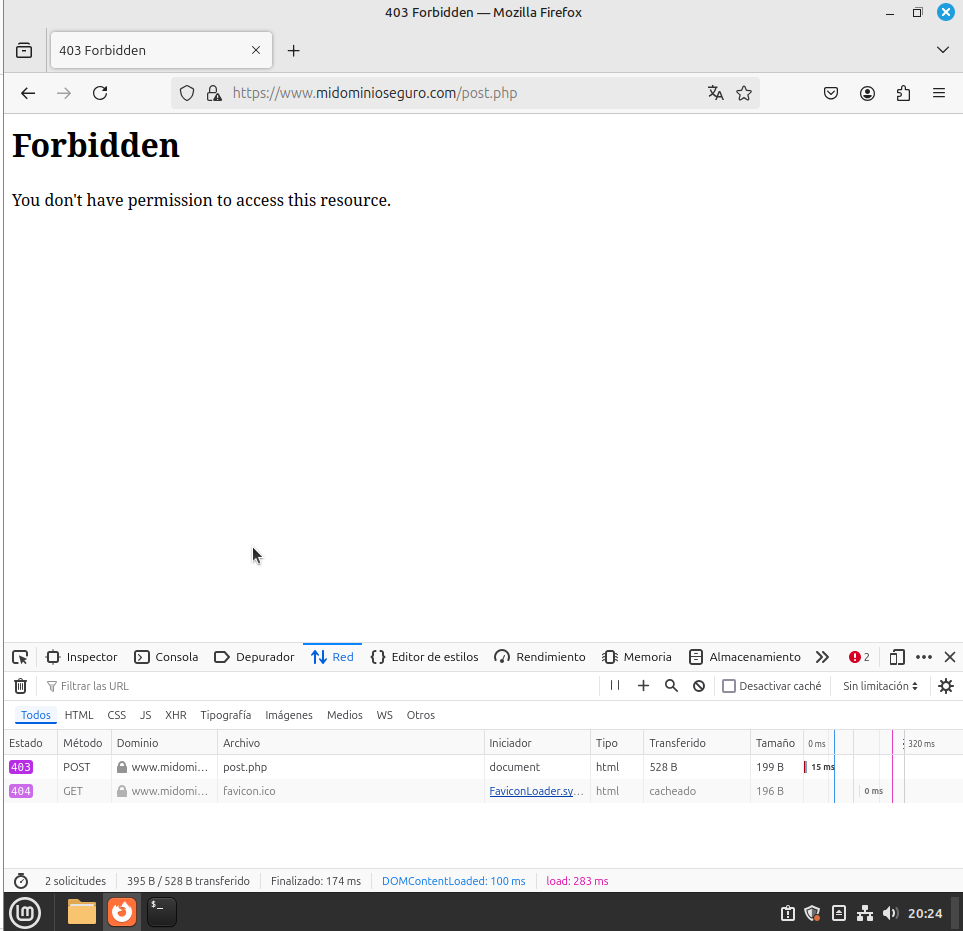 403 Forbidden — Mozilla Firefox
403 Forbidden
https://www.midominioseguro.com/post.php
Forbidden
You don't have permission to access this resource.
Inspector Consola Depurador Red Editor de estilos Rendimiento Memoria Almacenamiento 2
Filtrar las URL Desactivar caché Sin limitación
Todos HTML CSS JS XHR Tipografía Imágenes Medios WS Otros
Estado Método Dominio Archivo Iniciador Tipo Transferido Tamaño 0 ms 320 ms
403 POST www.midomi... post.php document html 528 B 199 B 15 ms
404 GET www.midomi... favicon.ico FaviconLoader.sy... html cacheado 196 B 0 ms
2 solicitudes 395 B / 528 B transferido Finalizado: 174 ms DOMContentLoaded: 100 ms load: 283 ms
20:24